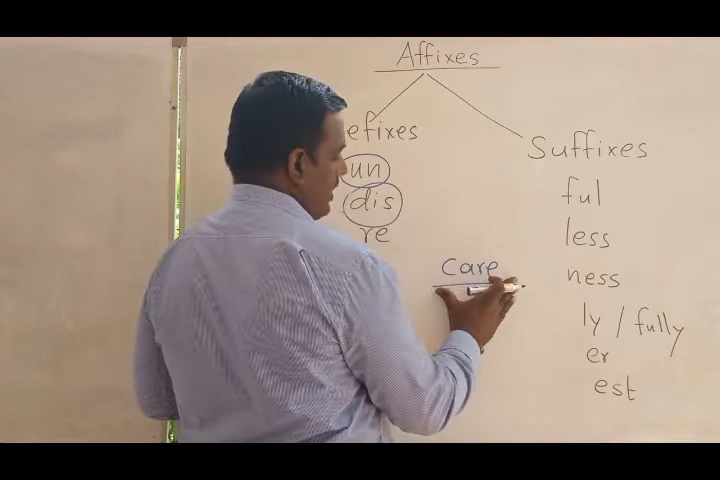 Affixes
efixes
un
dis
re
care
Suffixes
ful
less
ness
ly / fully
er
est